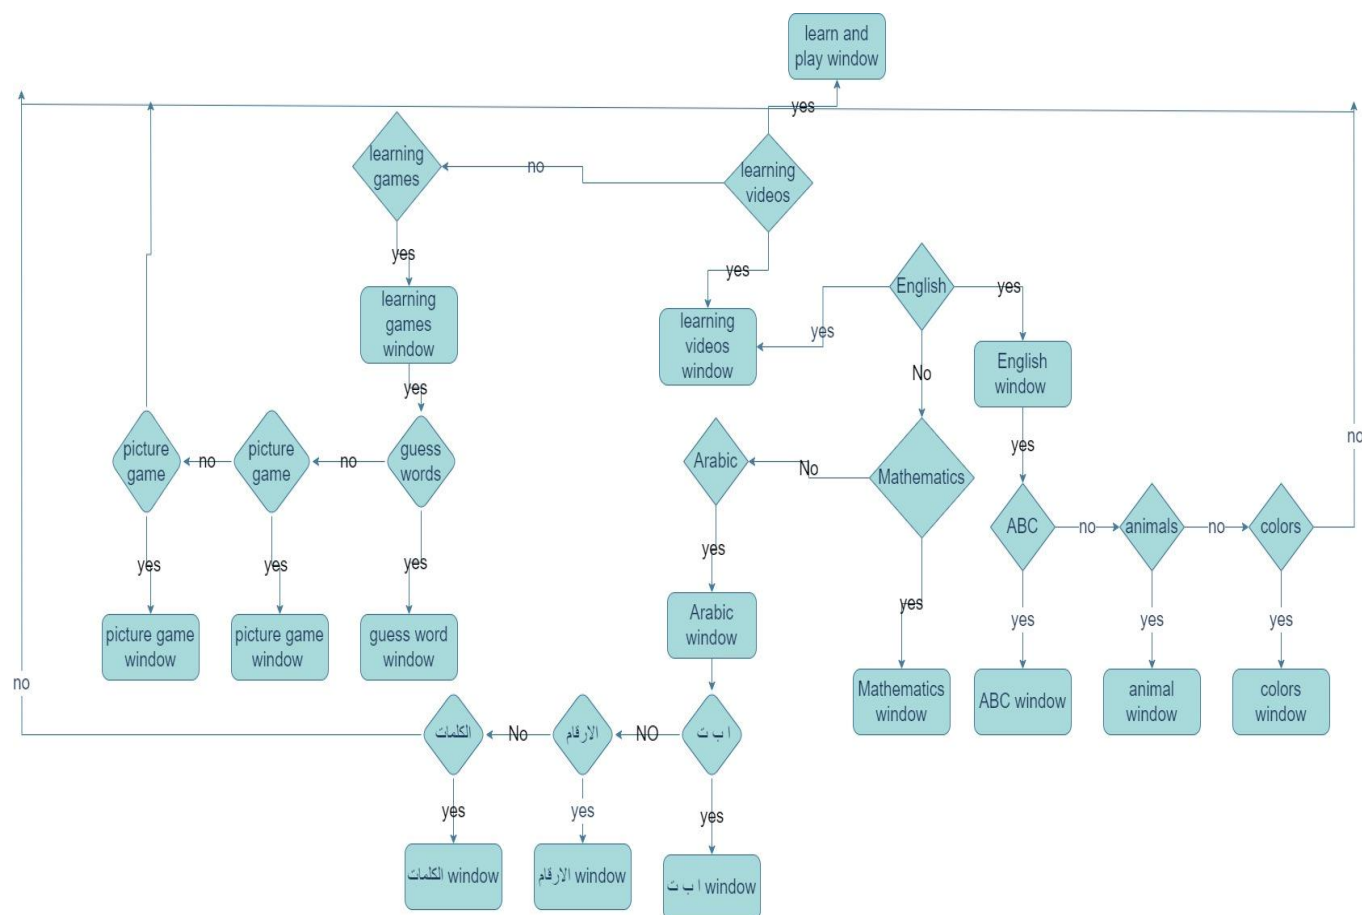 learn and
play window
yes
learning
games
no
learning
videos
yes
yes
learning
games
window
learning
videos
window
yes
English
yes
English
window
yes
No
yes
picture
game
no
picture
game
no
guess
words
Arabic
No
Mathematics
ABC
no
animals
no
colors
no
yes
yes
yes
yes
yes
yes
yes
yes
picture game
window
picture game
window
guess word
window
Arabic
window
Mathematics
window
ABC window
animal
window
colors
window
no
الكلمات
No
الارقام
NO
ا ب ت
yes
yes
yes
الكلمات window
الارقام window
ا ب ت window